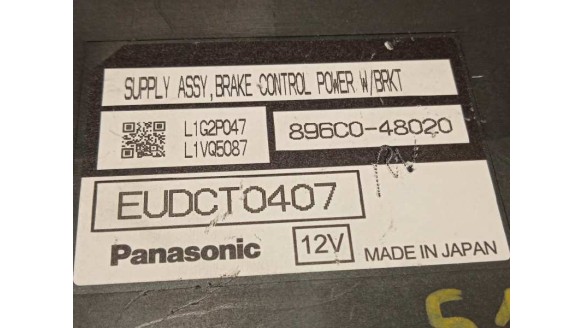 SUPPLY ASSY, BRAKE CONTROL POWER W/BRKT
L1G2P047
L1VQ5087
896C0-48020
EUDCT0407
Panasonic
12V
MADE IN JAPAN